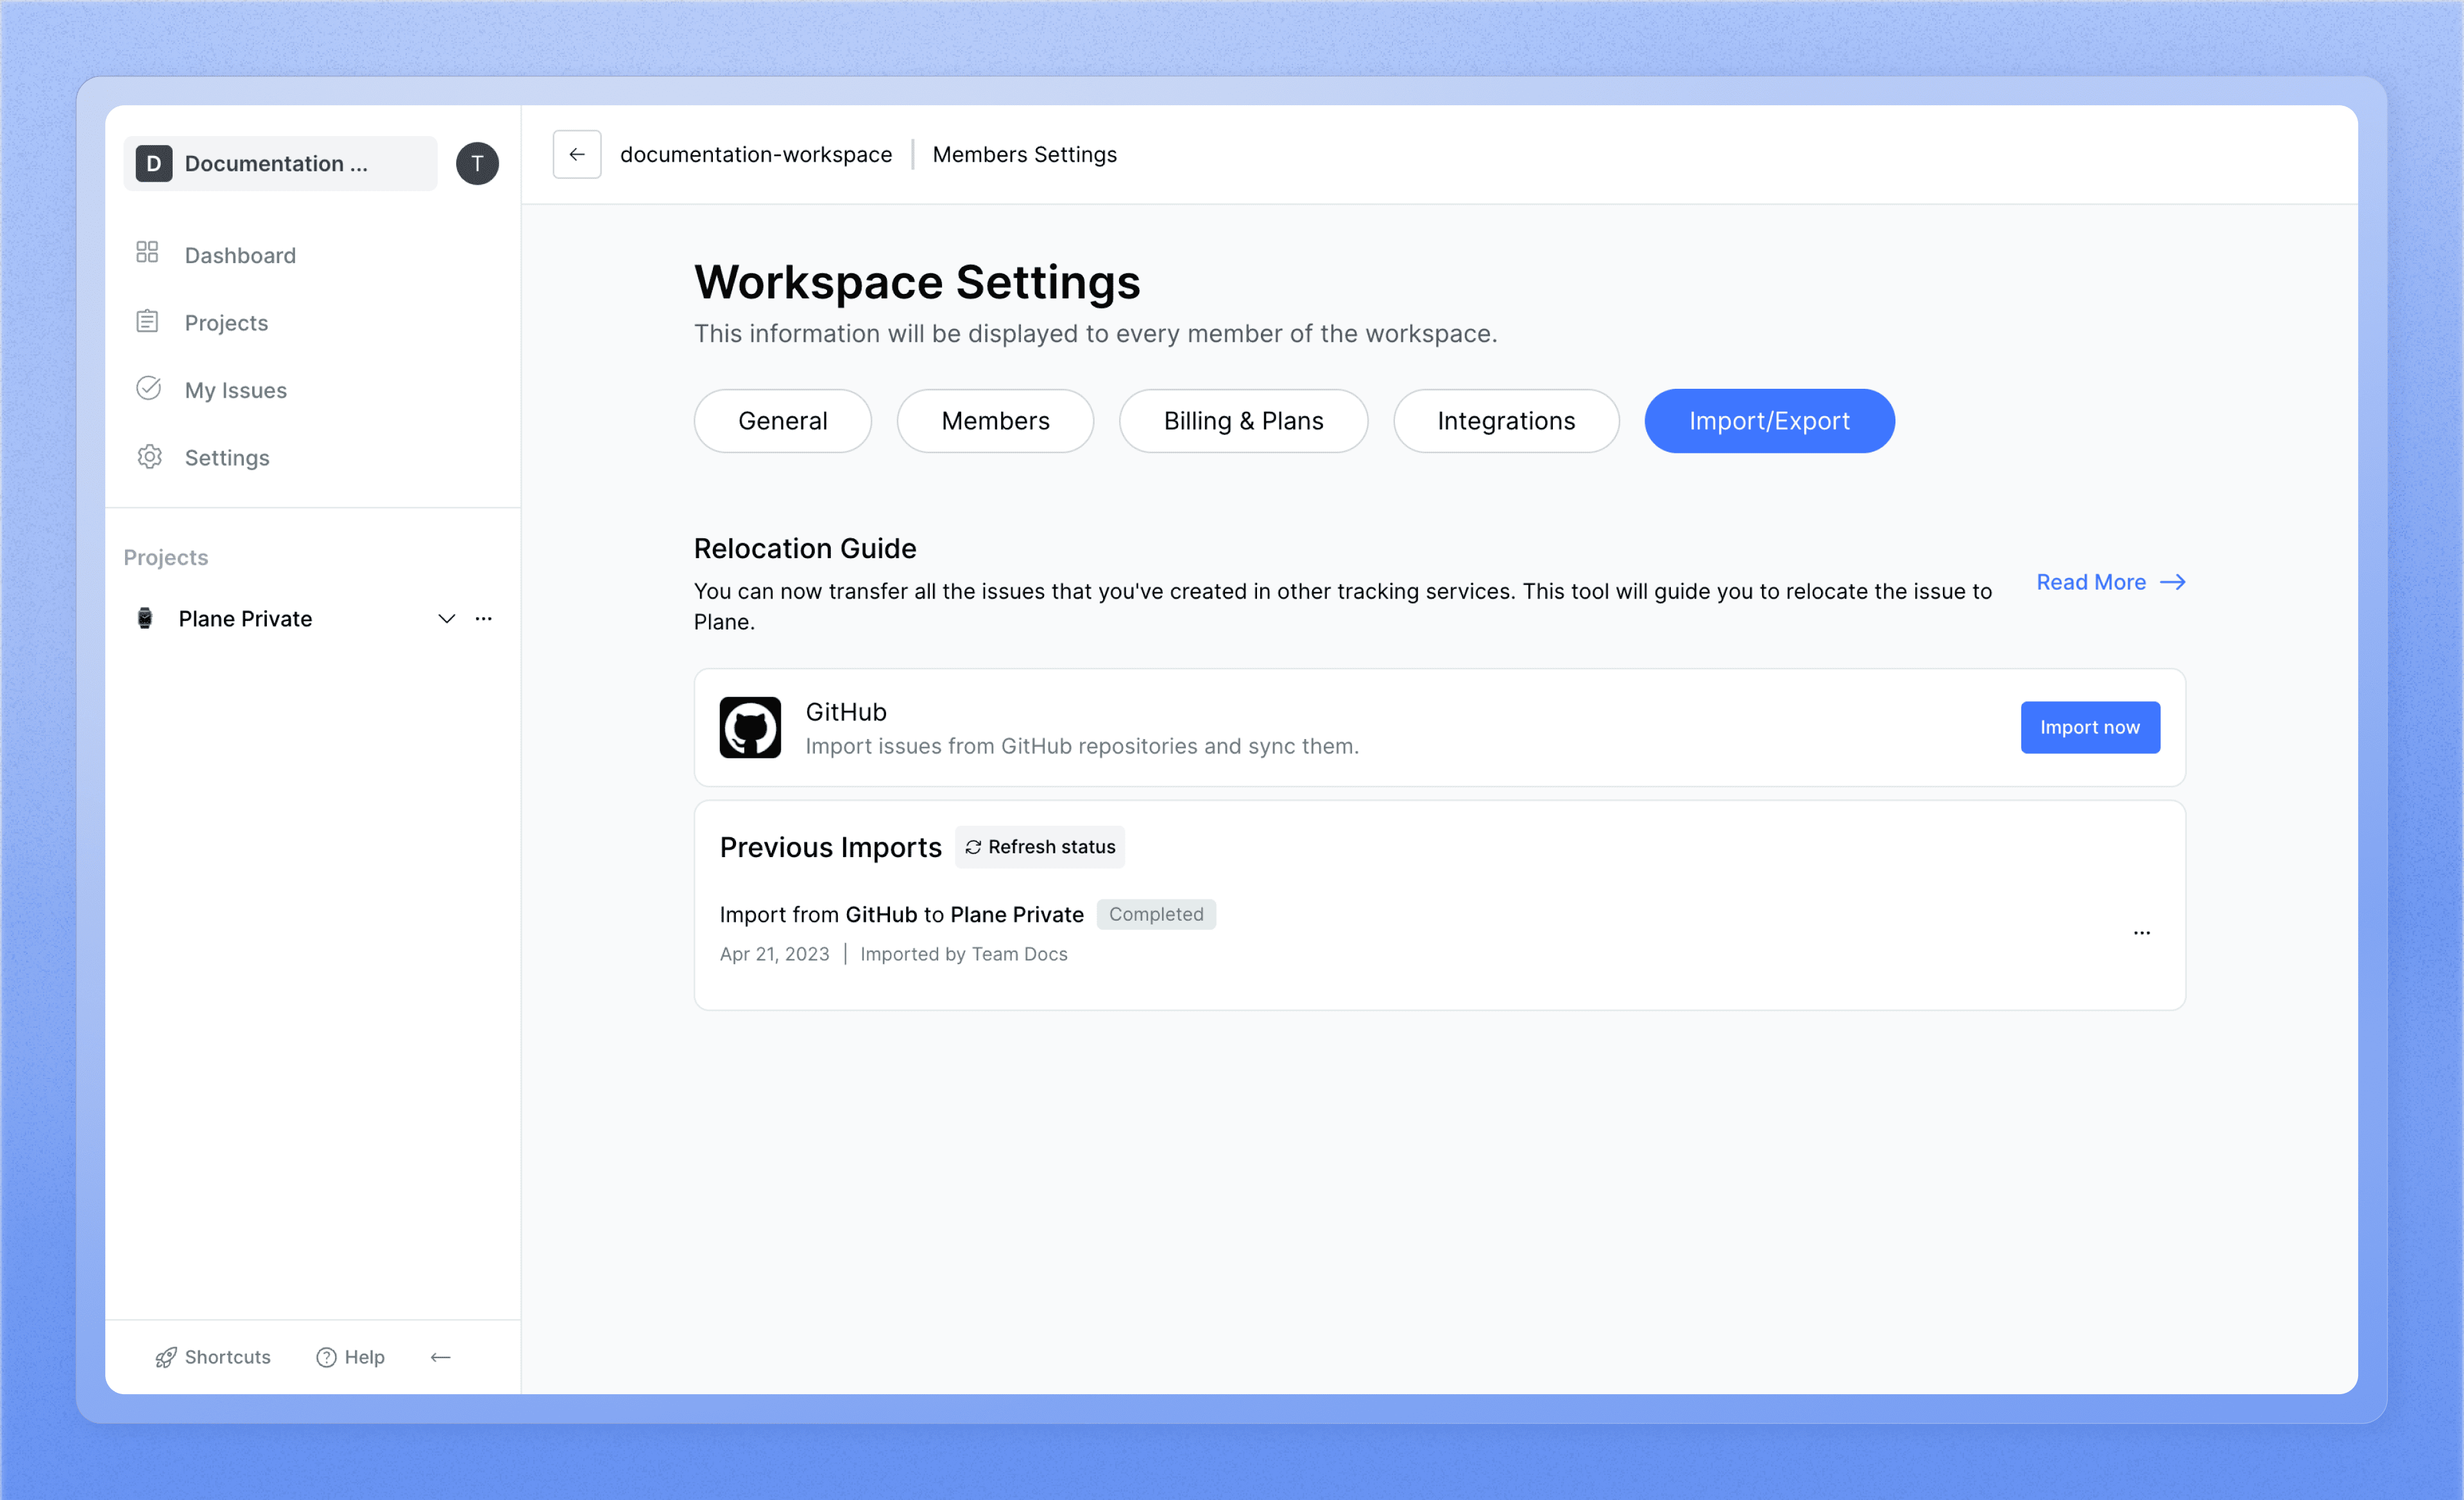 D Documentation ...
T
Dashboard
Projects
My Issues
Settings
Projects
Plane Private
Shortcuts
Help
documentation-workspace
Members Settings
Workspace Settings
This information will be displayed to every member of the workspace.
General
Members
Billing & Plans
Integrations
Import/Export
Relocation Guide
You can now transfer all the issues that you've created in other tracking services. This tool will guide you to relocate the issue to
Plane.
Read More
GitHub
Import issues from GitHub repositories and sync them.
Import now
Previous Imports
Refresh status
Import from GitHub to Plane Private
Completed
Apr 21, 2023 | Imported by Team Docs